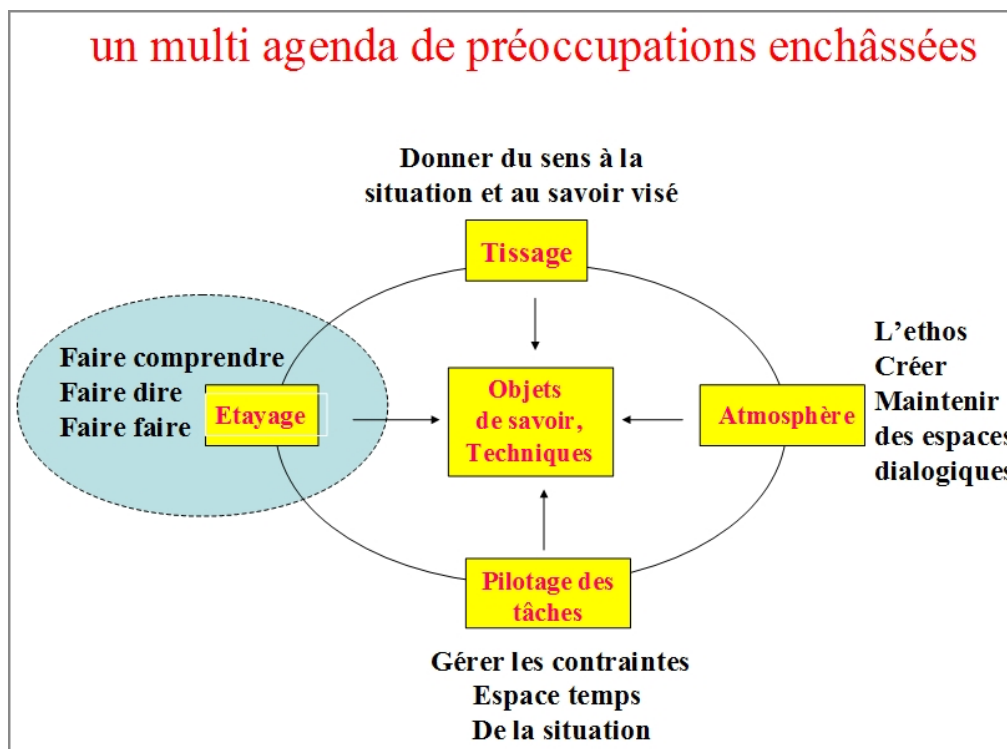 un multi agenda de préoccupations enchâssées
Donner du sens à la
situation et au savoir visé
Tissage
Faire comprendre
Faire dire
Faire faire
Etayage
Objets
de savoir,
Techniques
Atmosphère
L’ethos
Créer
Maintenir
des espaces
dialogiques
Pilotage des
tâches
Gérer les contraintes
Espace temps
De la situation